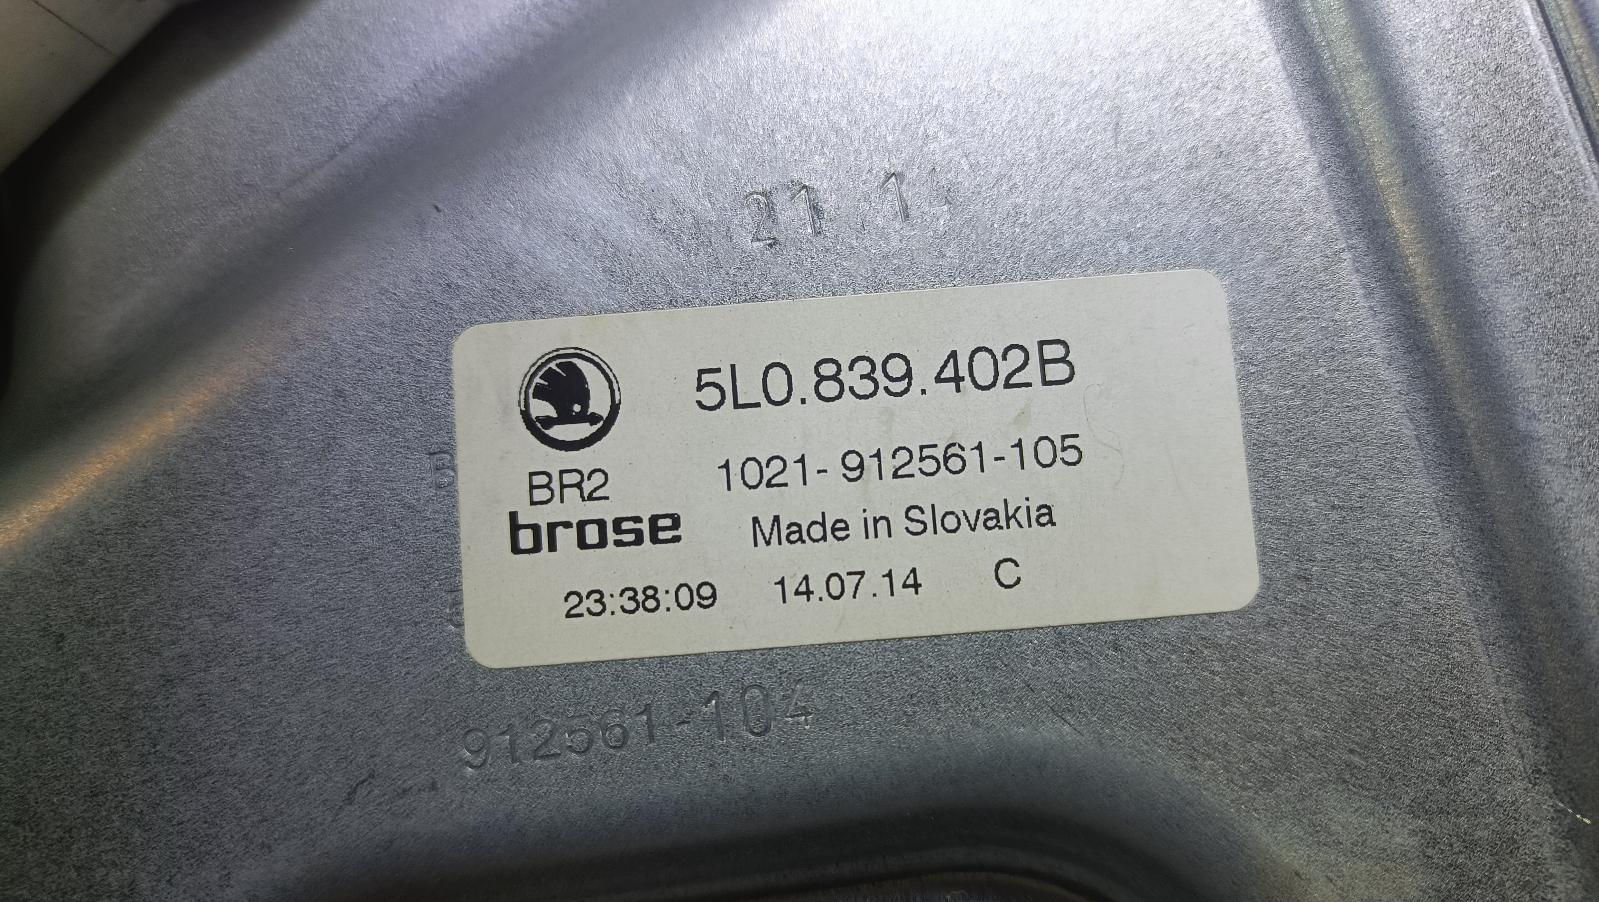 21 14
5L0.839.402B
BR2
1021-912561-105
brose
Made in Slovakia
23:38:09 14.07.14 C
912561-104